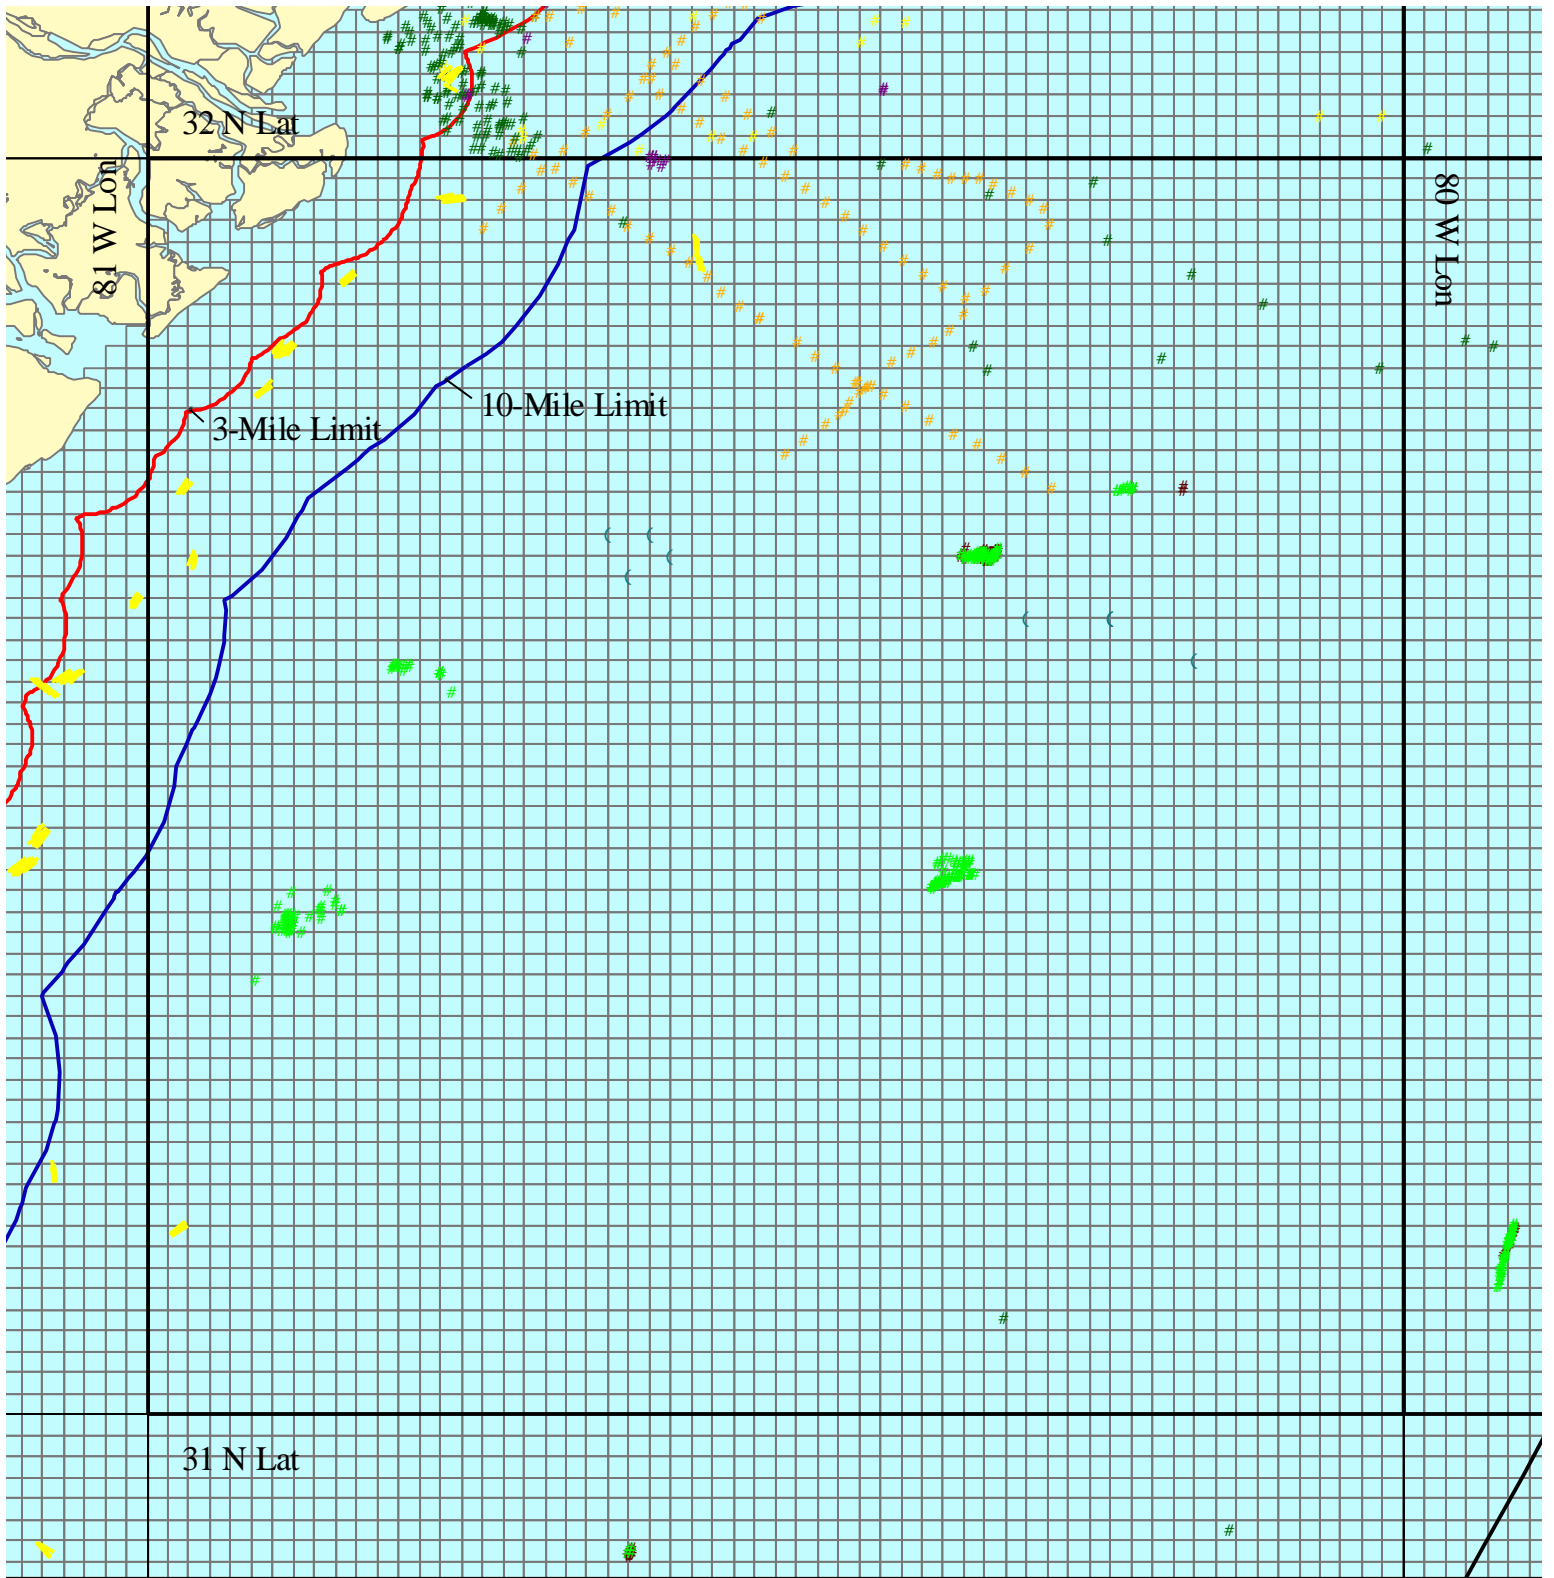 32 N Lat
81 W Lon
80 W Lon
10-Mile Limit
3-Mile Limit
31 N Lat